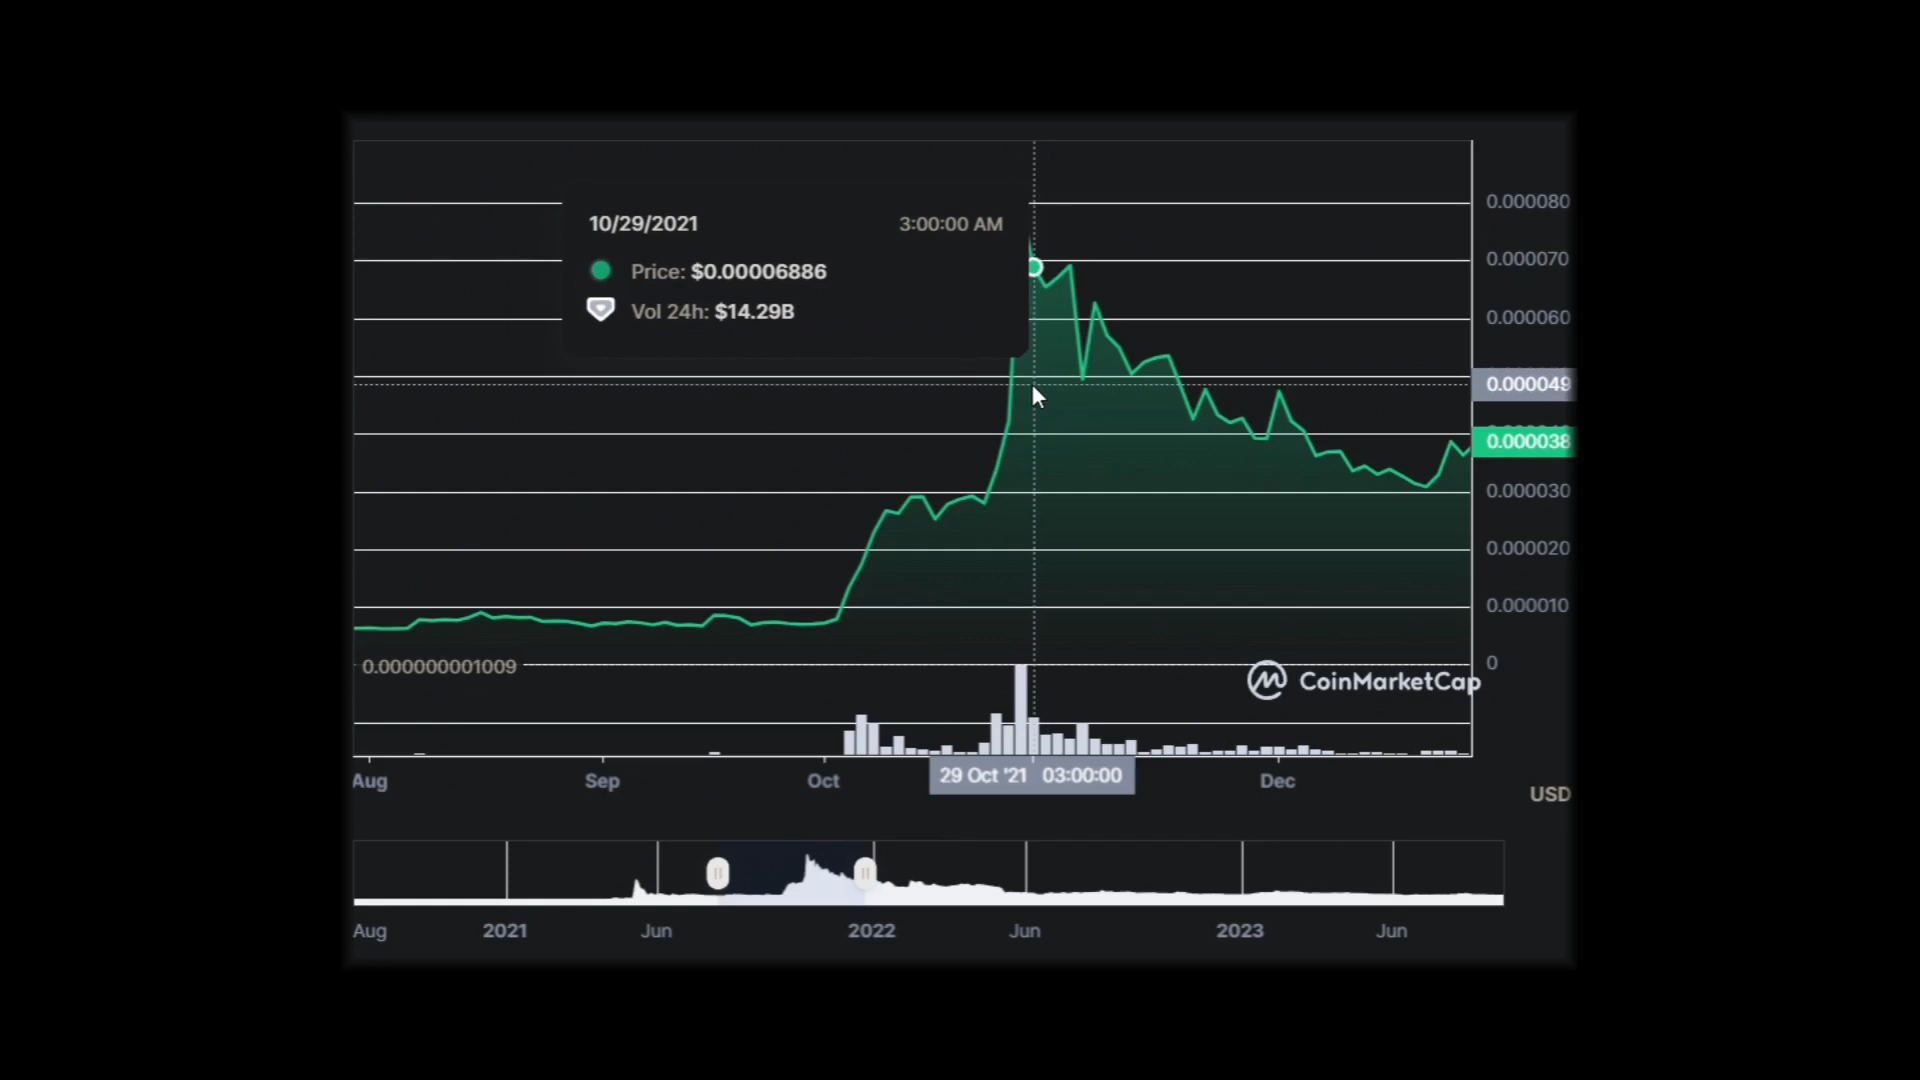 0.000080
10/29/2021 3:00:00 AM
0.000070
Price: $0.00006886
Vol 24h: $14.29B
0.000060
0.000049
0.000038
0.000030
0.000020
0.000010
0.000000001009
0
CoinMarketCap
Aug Sep Oct 29 Oct '21 03:00:00 Dec
USD
Aug 2021 Jun 2022 Jun 2023 Jun